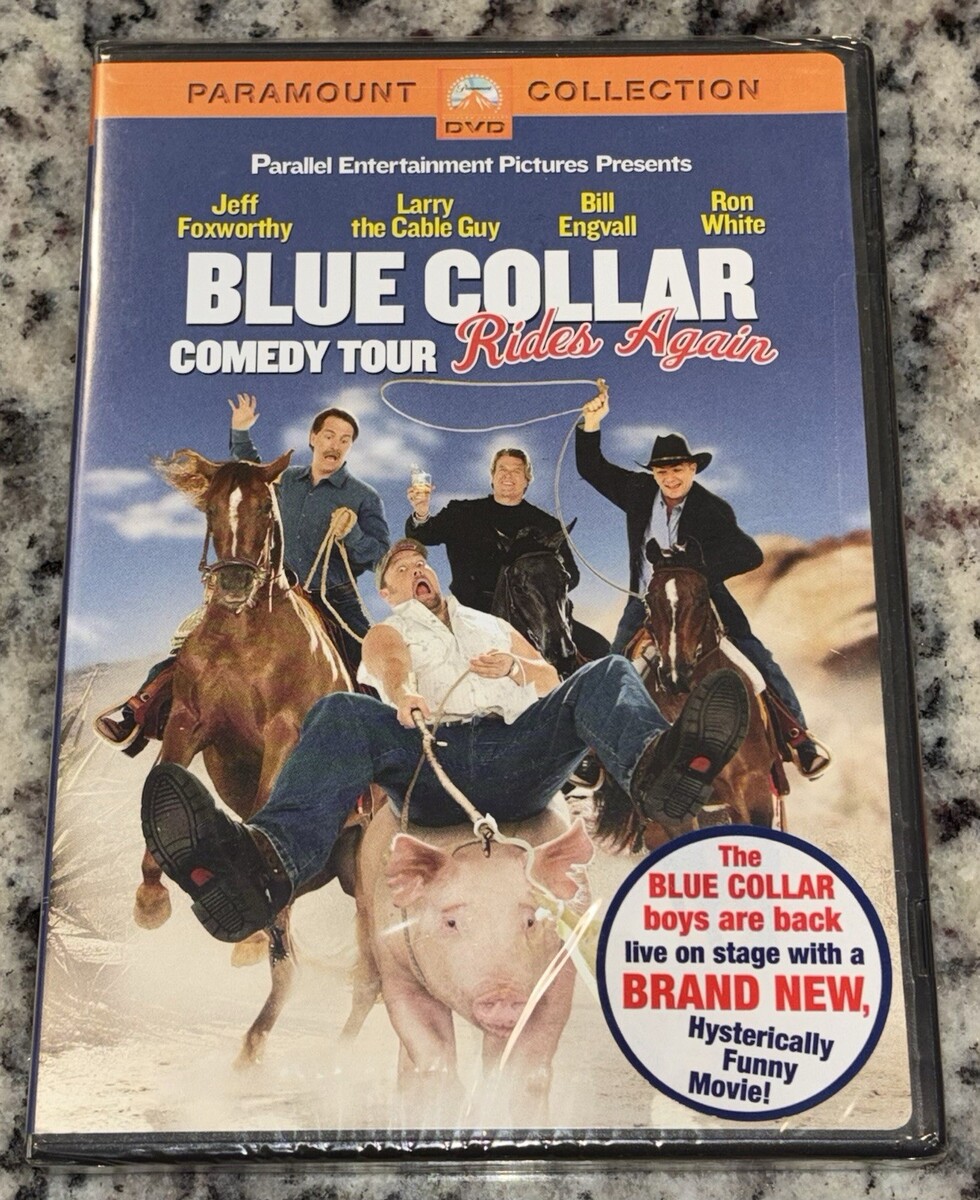 PARAMOUNT Paramount COLLECTION
DVD
Parallel Entertainment Pictures Presents
Jeff Foxworthy
Larry the Cable Guy
Bill Engvall
Ron White
BLUE COLLAR
COMEDY TOUR Rides Again
The
BLUE COLLAR
boys are back
live on stage with a
BRAND NEW,
Hysterically
Funny
Movie!